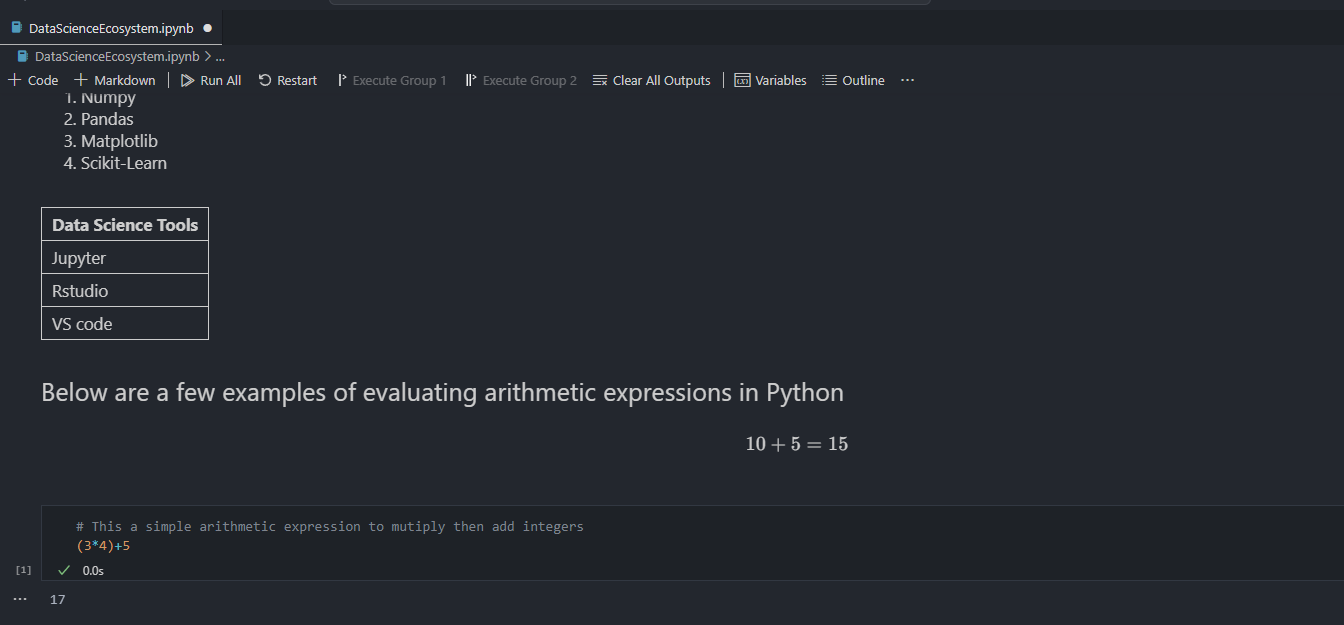 DataScienceEcosystem.ipynb ●
DataScienceEcosystem.ipynb > ...
+ Code + Markdown | Run All Restart Execute Group 1 Execute Group 2 Clear All Outputs | Variables Outline ...
1. Numpy
2. Pandas
3. Matplotlib
4. Scikit-Learn
Data Science Tools
Jupyter
Rstudio
VS code
Below are a few examples of evaluating arithmetic expressions in Python
10 + 5 = 15
# This a simple arithmetic expression to mutiply then add integers
(3*4)+5
[1] ✓ 0.0s
... 17